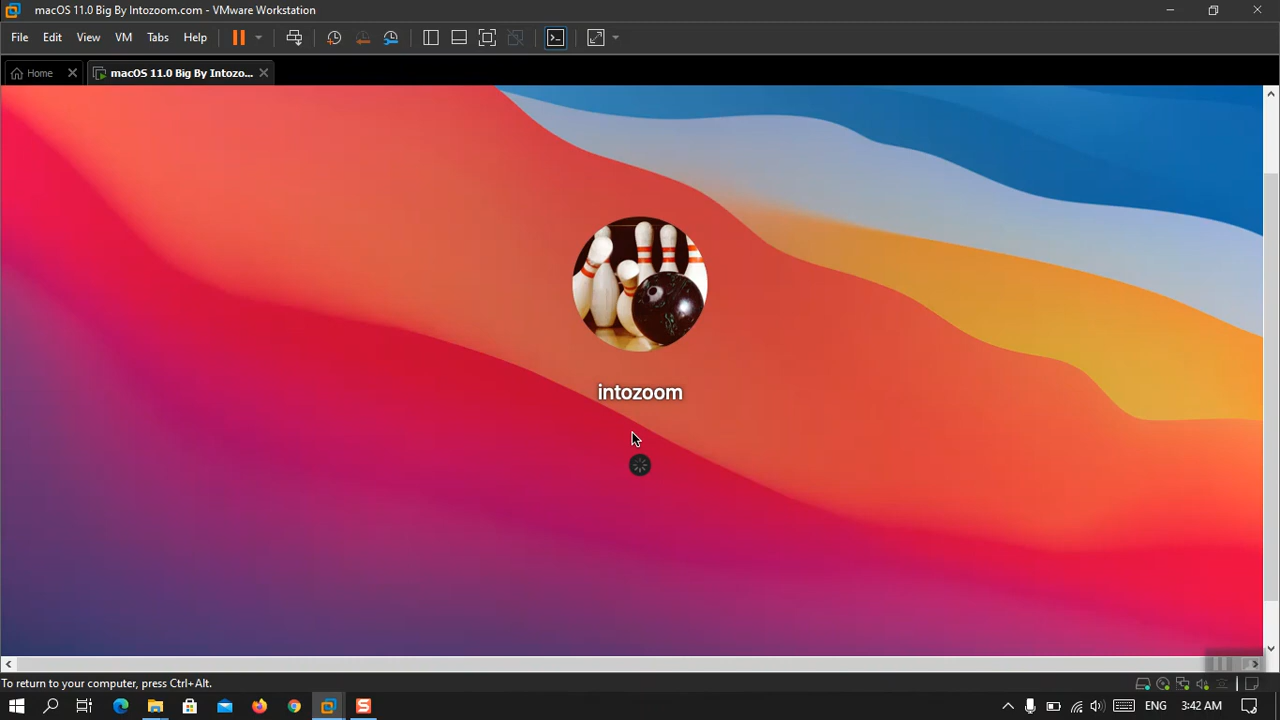 macOS 11.0 Big By Intozoom.com - VMware Workstation
File Edit View VM Tabs Help
Home macOS 11.0 Big By Intozo...
intozoom
To return to your computer, press Ctrl+Alt.
S ENG 3:42 AM